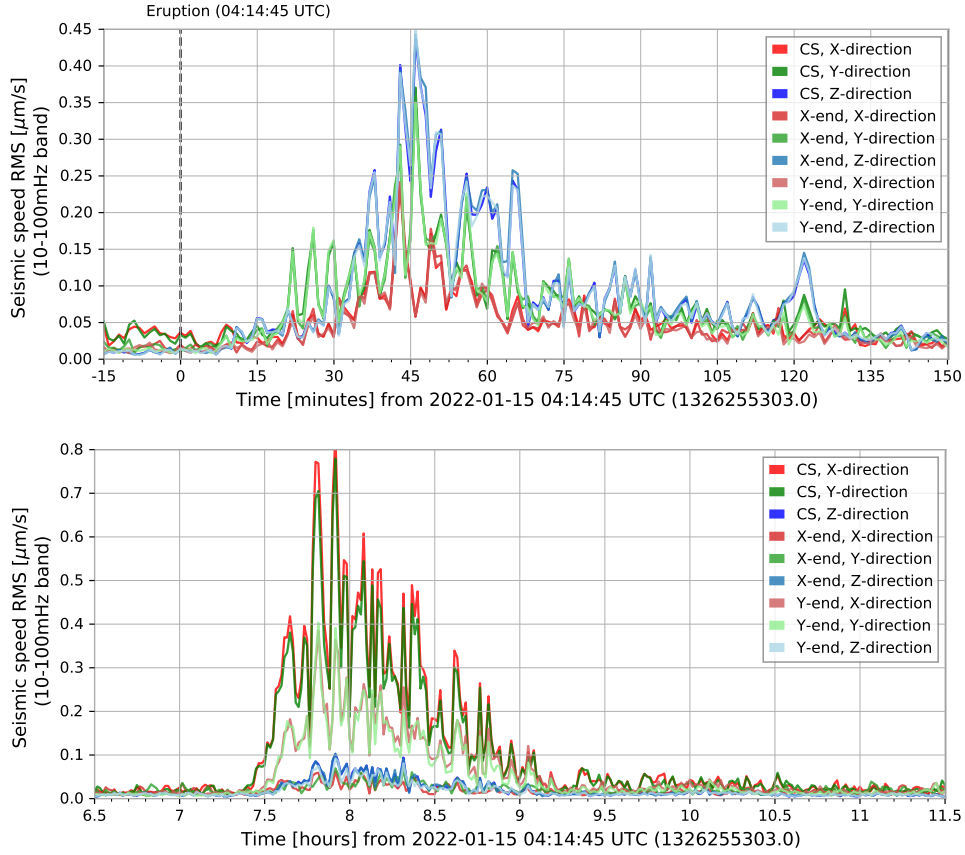 Eruption (04:14:45 UTC)
0.45
0.40
0.35
0.30
0.25
0.20
0.15
0.10
0.05
0.00
Seismic speed RMS [μm/s]
(10-100mHz band)
CS, X-direction
CS, Y-direction
CS, Z-direction
X-end, X-direction
X-end, Y-direction
X-end, Z-direction
Y-end, X-direction
Y-end, Y-direction
Y-end, Z-direction
-15 0 15 30 45 60 75 90 105 120 135 150
Time [minutes] from 2022-01-15 04:14:45 UTC (1326255303.0)
0.8
0.7
0.6
0.5
0.4
0.3
0.2
0.1
0.0
Seismic speed RMS [μm/s]
(10-100mHz band)
CS, X-direction
CS, Y-direction
CS, Z-direction
X-end, X-direction
X-end, Y-direction
X-end, Z-direction
Y-end, X-direction
Y-end, Y-direction
Y-end, Z-direction
6.5 7 7.5 8 8.5 9 9.5 10 10.5 11 11.5
Time [hours] from 2022-01-15 04:14:45 UTC (1326255303.0)